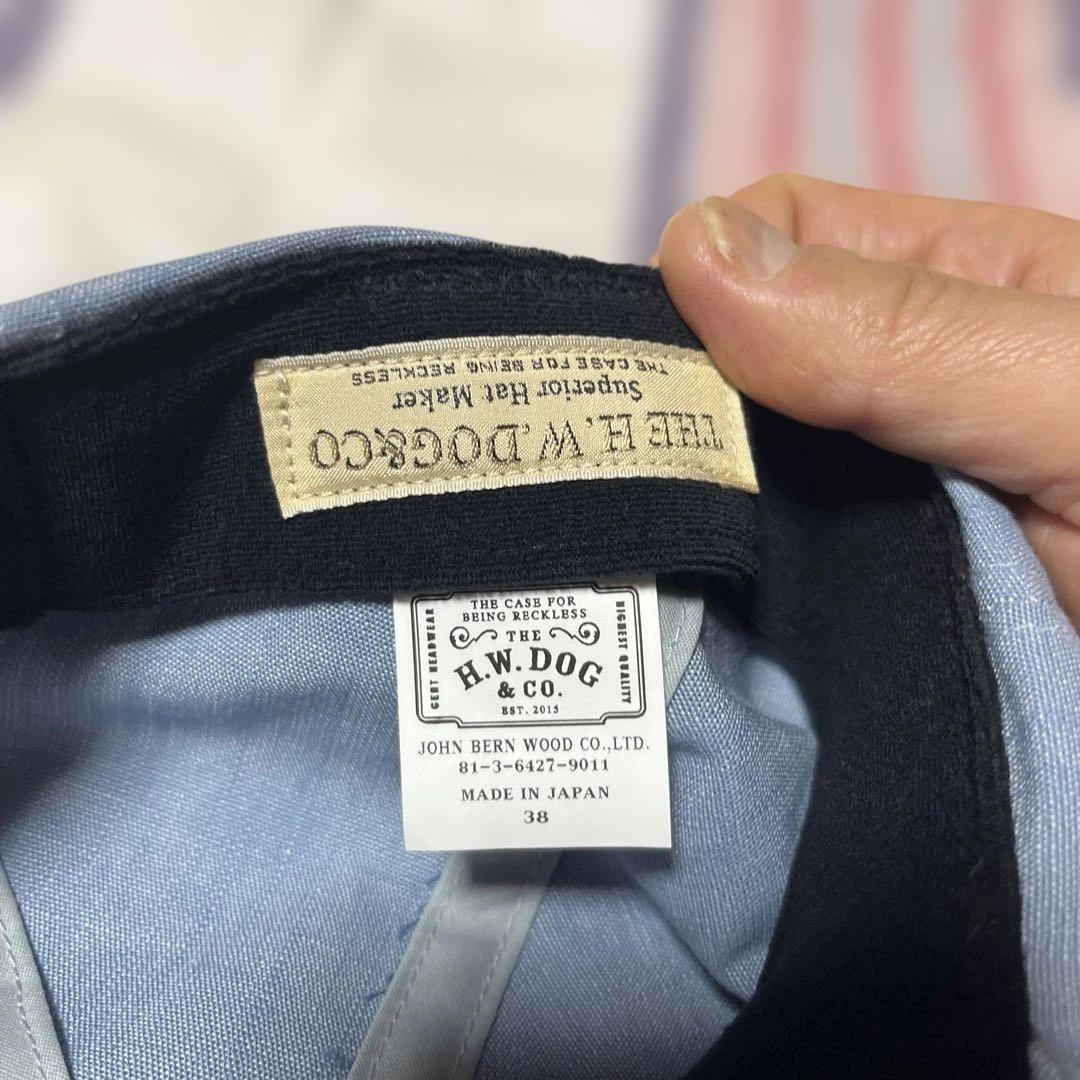 THE H.W.DOG&CO
Superior Hat Maker
THE CASE FOR BEING RECKLESS
THE CASE FOR
BEING RECKLESS
GENT HEADWEAR
HIGHEST QUALITY
THE
H.W.DOG
& CO.
EST. 2015
JOHN BERN WOOD CO.,LTD.
81-3-6427-9011
MADE IN JAPAN
38